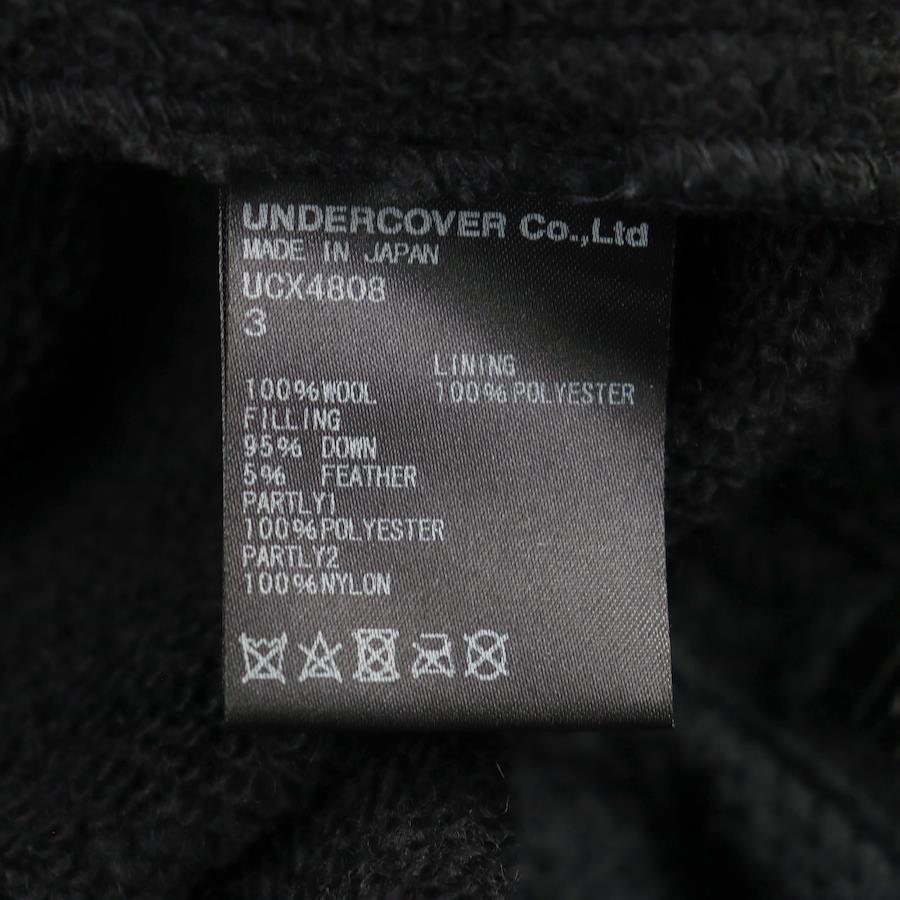 UNDERCOVER Co.,Ltd
MADE IN JAPAN
UCX4808
3
LINING
100%WOOL 100%POLYESTER
FILLING
95% DOWN
5% FEATHER
PARTLY1
100%POLYESTER
PARTLY2
100%NYLON